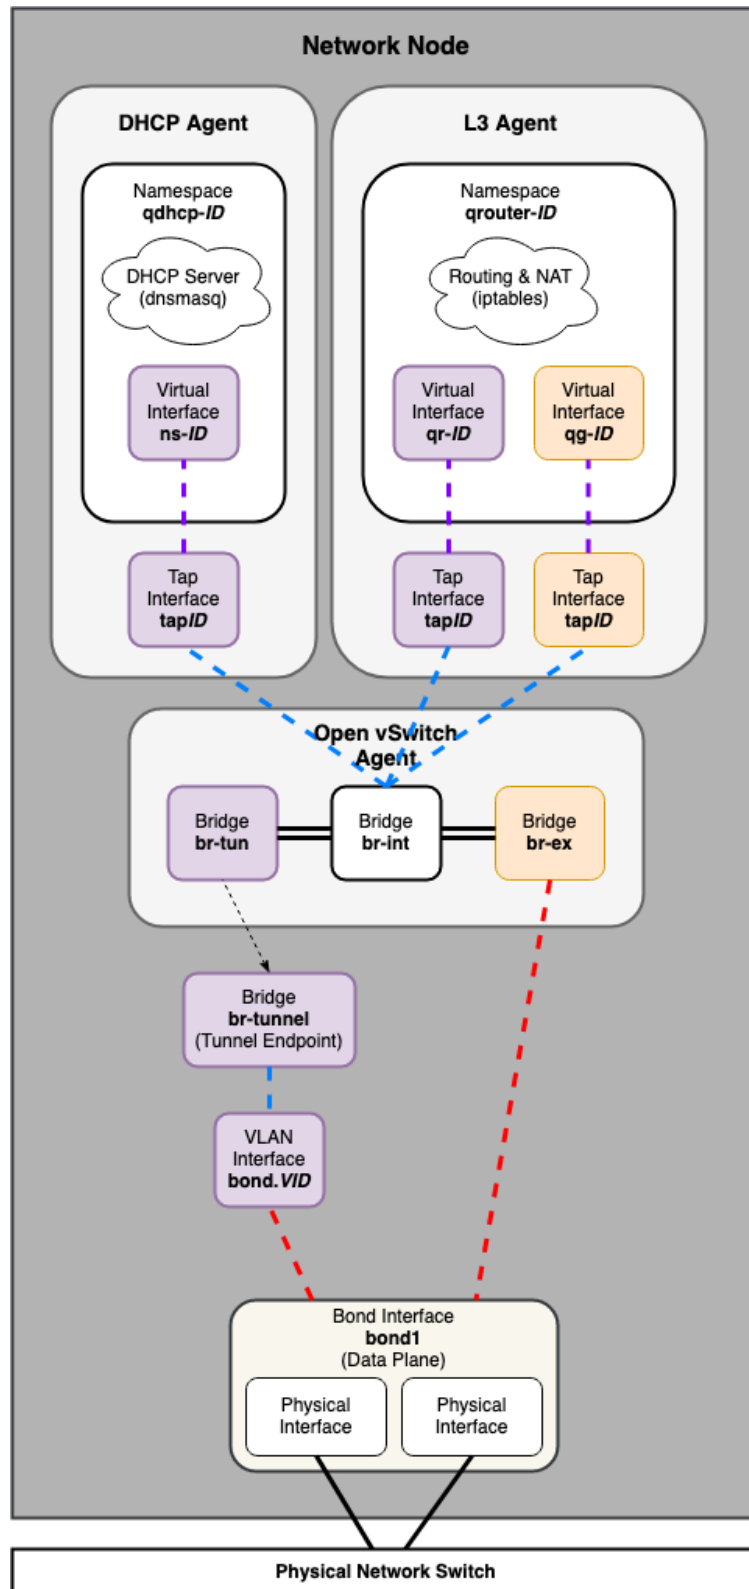 Network Node
DHCP Agent
Namespace
qdhcp-ID
DHCP Server
(dnsmasq)
Virtual
Interface
ns-ID
Tap
Interface
tapID
L3 Agent
Namespace
qrouter-ID
Routing & NAT
(iptables)
Virtual
Interface
qr-ID
Virtual
Interface
qg-ID
Tap
Interface
tapID
Tap
Interface
tapID
Open vSwitch
Agent
Bridge
br-tun
Bridge
br-int
Bridge
br-ex
Bridge
br-tunnel
(Tunnel Endpoint)
VLAN
Interface
bond.VID
Bond Interface
bond1
(Data Plane)
Physical
Interface
Physical
Interface
Physical Network Switch